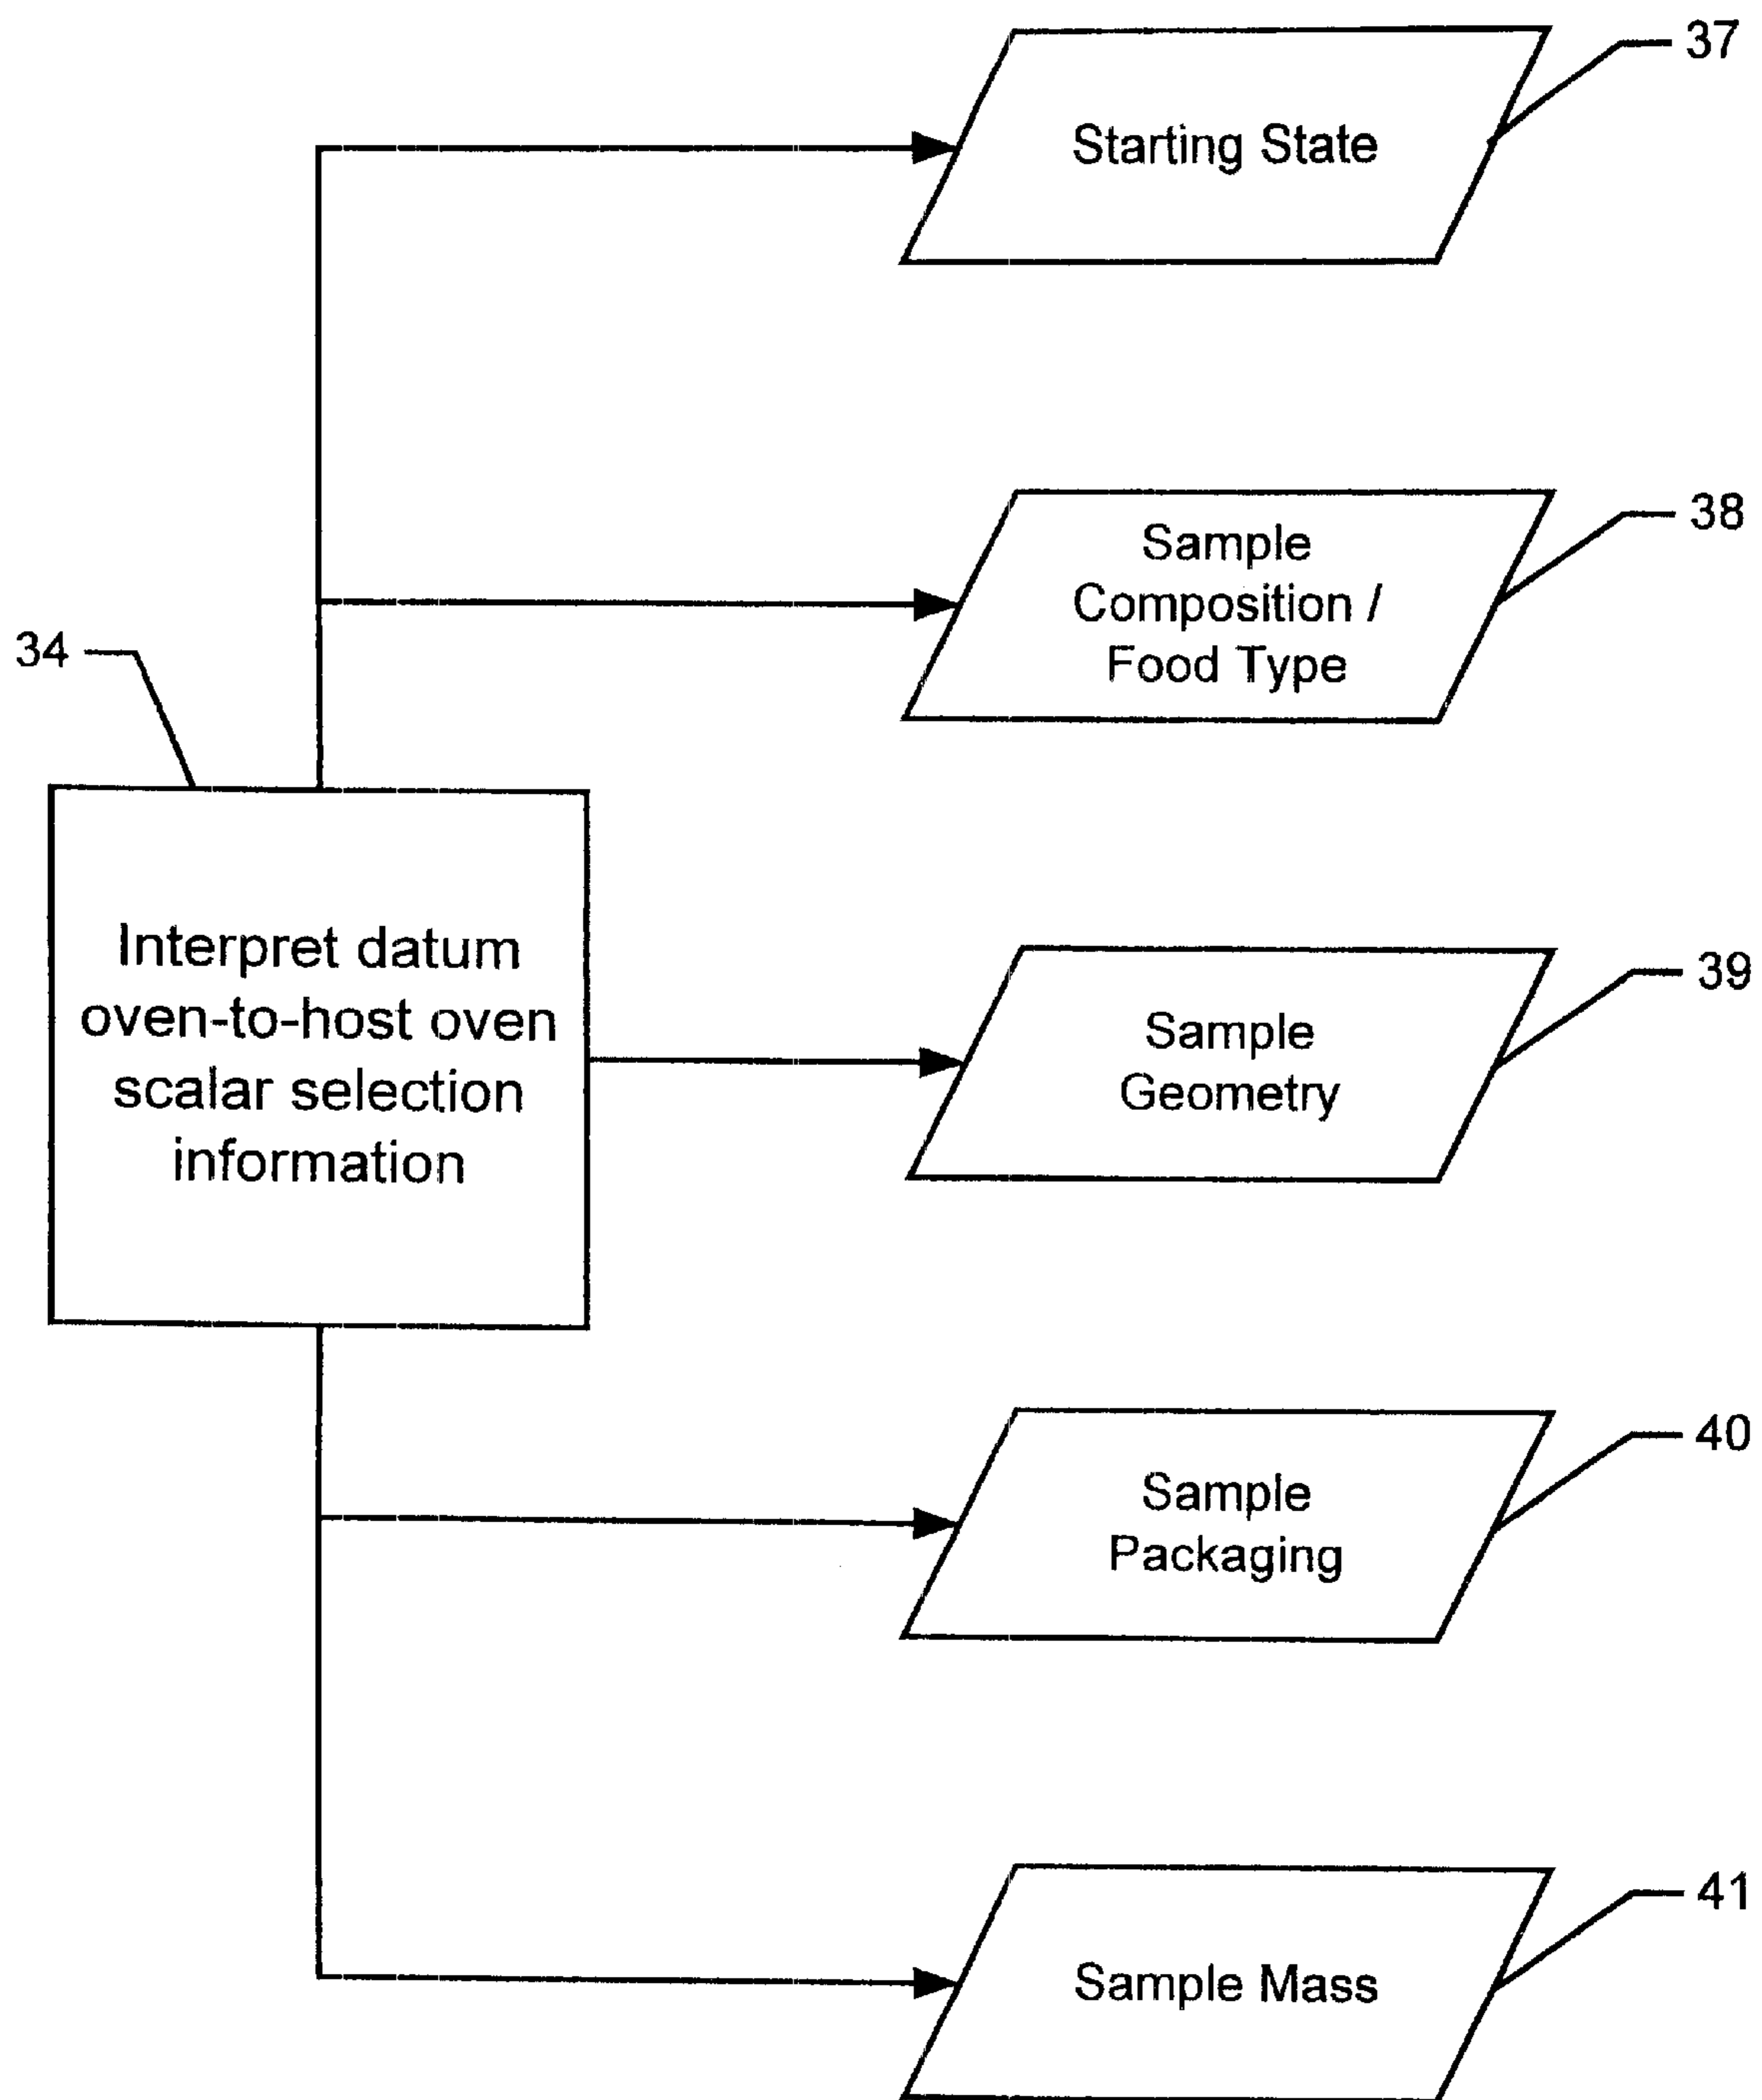 37
Starting State
38
Sample
Composition /
Food Type
34
Interpret datum
oven-to-host oven
scalar selection
information
39
Sample
Geometry
40
Sample
Packaging
41
Sample Mass